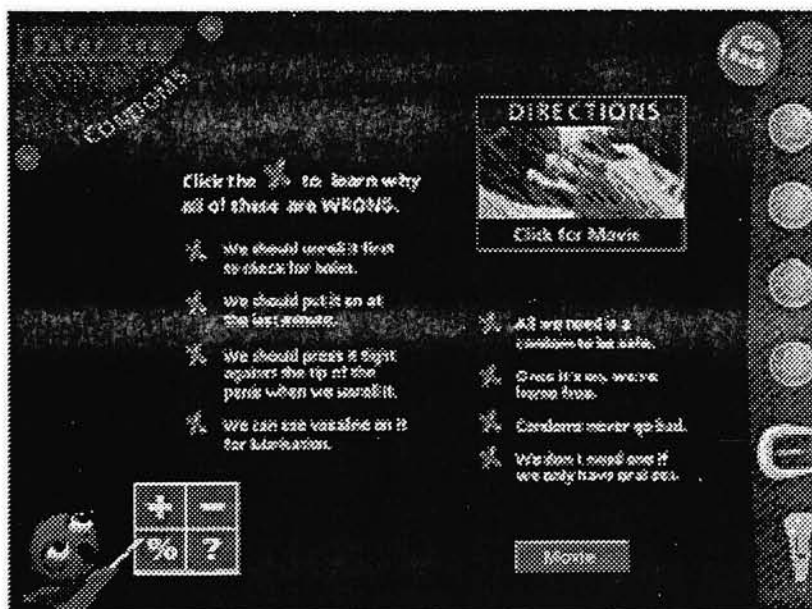 Safer Sex
CONDOMS
Go
Click the to learn why
all of these are WRONG.
We should unroll it first
to check for holes.
We should put it on at
the last minute.
We should press it tight
against the tip of the
penis when we unroll it.
We can use vaseline on it
for lubrication.
DIRECTIONS
Click for Movie
All we need is a
condom to be safe.
Once it's on, we're
home free.
Condoms never go bad.
We don't need one if
we only have oral sex.
+ -
% ?
Movie